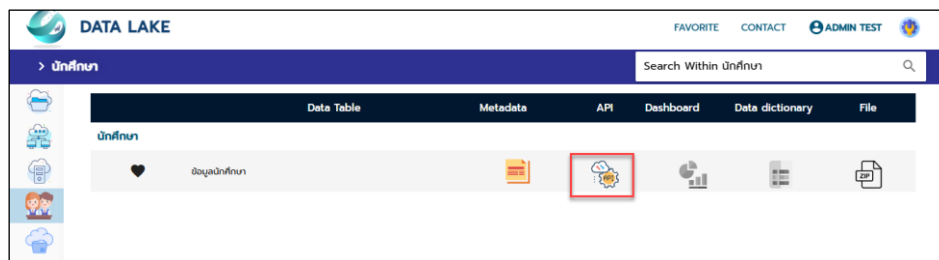 DATA LAKE
FAVORITE CONTACT ADMIN TEST
> นักศึกษา
Search Within นักศึกษา
Data Table Metadata API Dashboard Data dictionary File
นักศึกษา
ข้อมูลนักศึกษา
API
ZIP